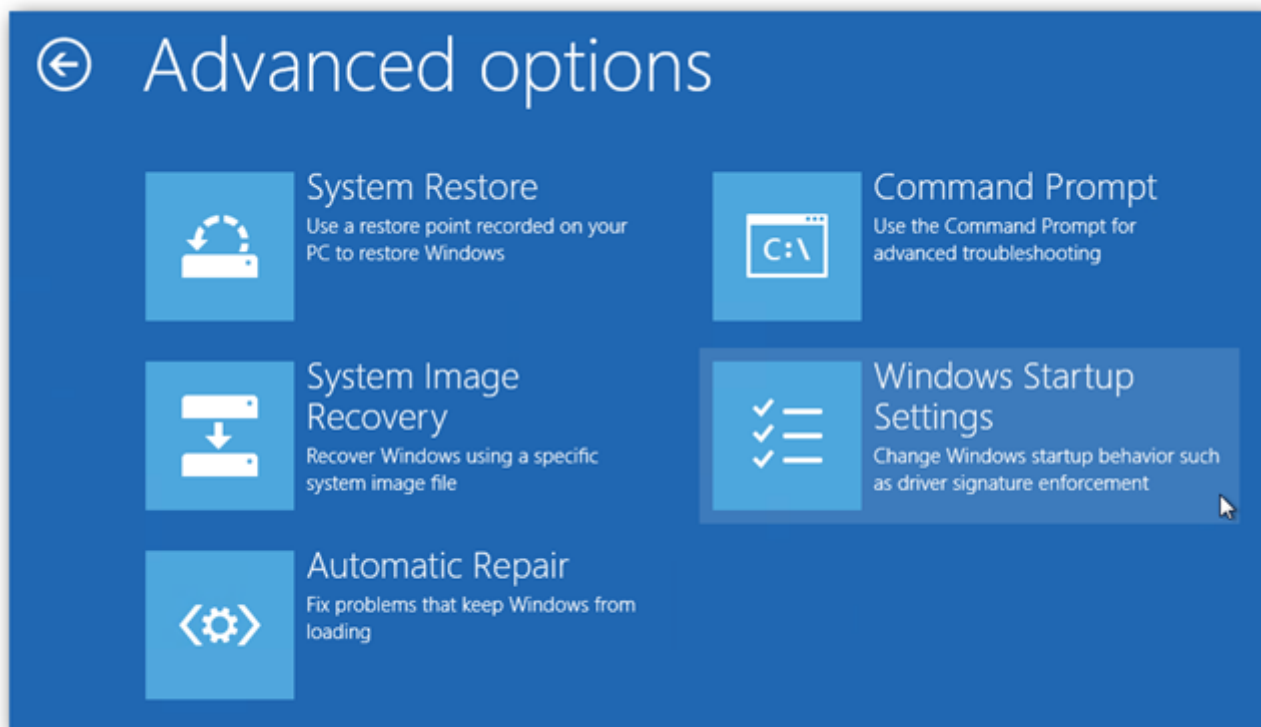 Advanced options
System Restore
Use a restore point recorded on your
PC to restore Windows
System Image
Recovery
Recover Windows using a specific
system image file
Automatic Repair
Fix problems that keep Windows from
loading
Command Prompt
Use the Command Prompt for
advanced troubleshooting
C:\
Windows Startup
Settings
Change Windows startup behavior such
as driver signature enforcement